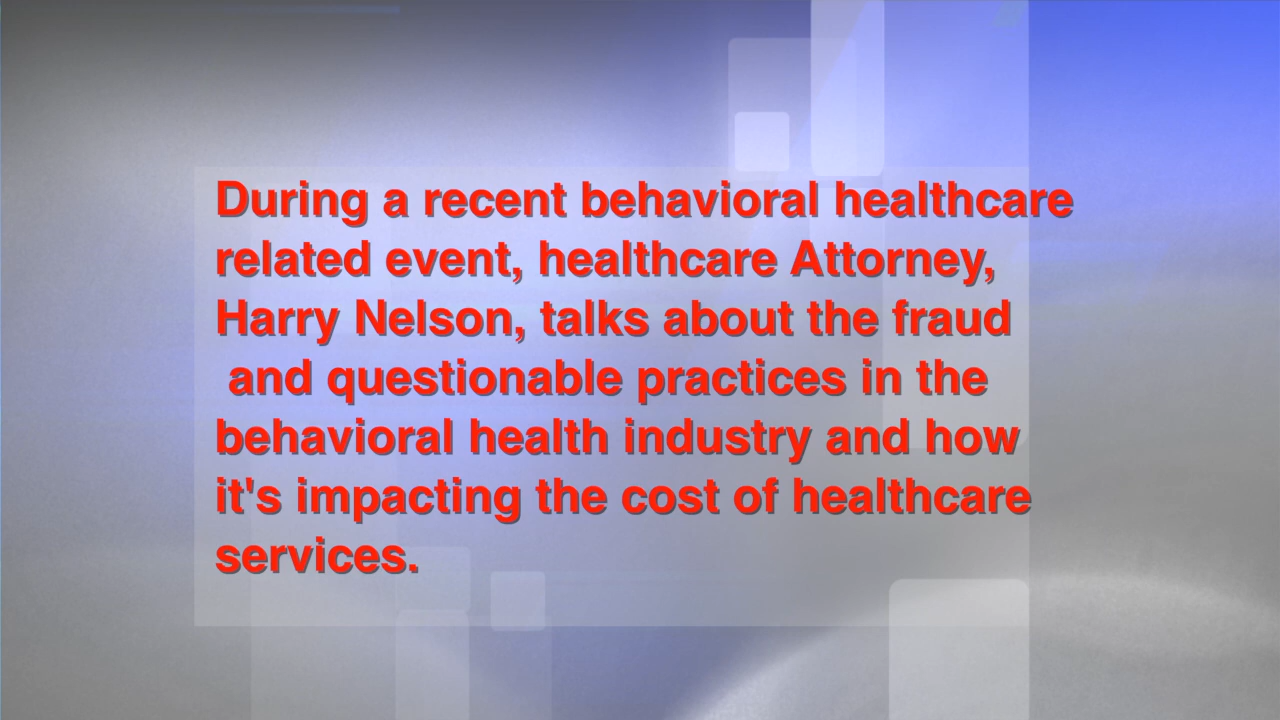 During a recent behavioral healthcare
related event, healthcare Attorney,
Harry Nelson, talks about the fraud
and questionable practices in the
behavioral health industry and how
it's impacting the cost of healthcare
services.